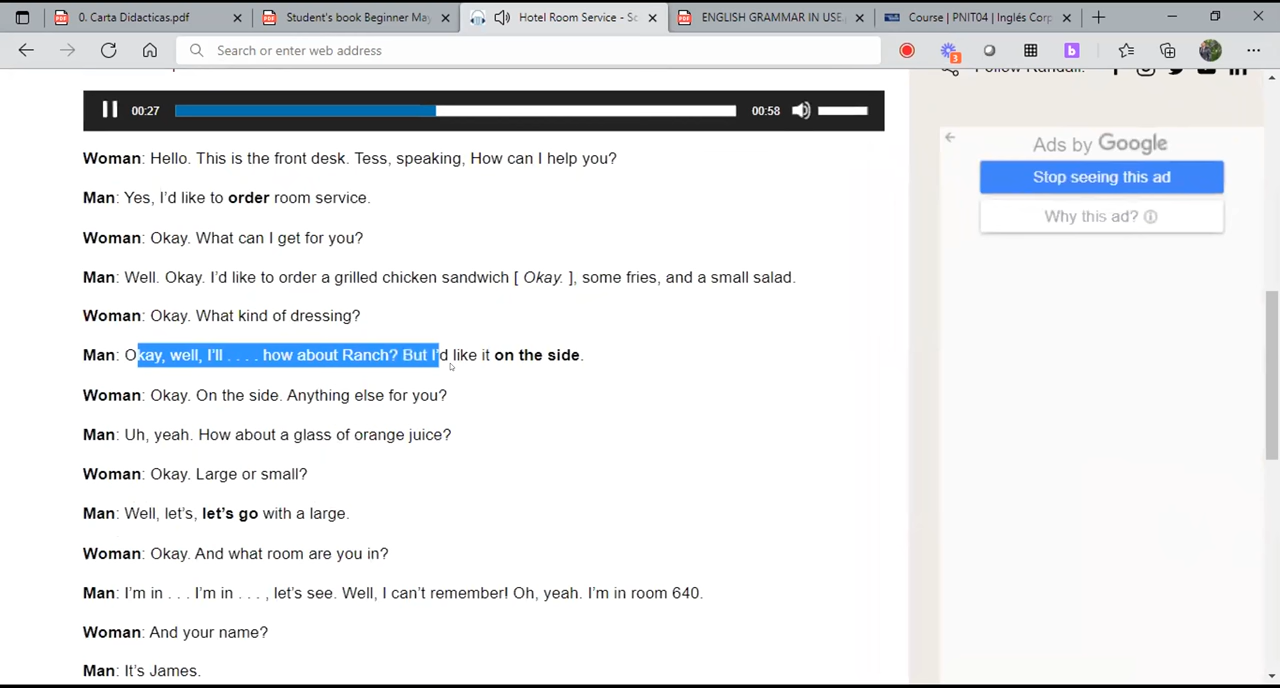 0. Carta Didacticas.pdf
Student's book Beginner Ma
Hotel Room Service - Sc
ENGLISH GRAMMAR IN USE.
Course | PNIT04 | Inglés Corp
Search or enter web address
3
b
Follow Randall:
00:27
00:58
Woman: Hello. This is the front desk. Tess, speaking, How can I help you?
Man: Yes, I’d like to order room service.
Woman: Okay. What can I get for you?
Man: Well. Okay. I’d like to order a grilled chicken sandwich [ Okay. ], some fries, and a small salad.
Woman: Okay. What kind of dressing?
Man: Okay, well, I’ll . . . . how about Ranch? But I’d like it on the side.
Woman: Okay. On the side. Anything else for you?
Man: Uh, yeah. How about a glass of orange juice?
Woman: Okay. Large or small?
Man: Well, let’s, let’s go with a large.
Woman: Okay. And what room are you in?
Man: I’m in . . . I’m in . . . , let’s see. Well, I can’t remember! Oh, yeah. I’m in room 640.
Woman: And your name?
Man: It’s James.
Ads by Google
Stop seeing this ad
Why this ad?